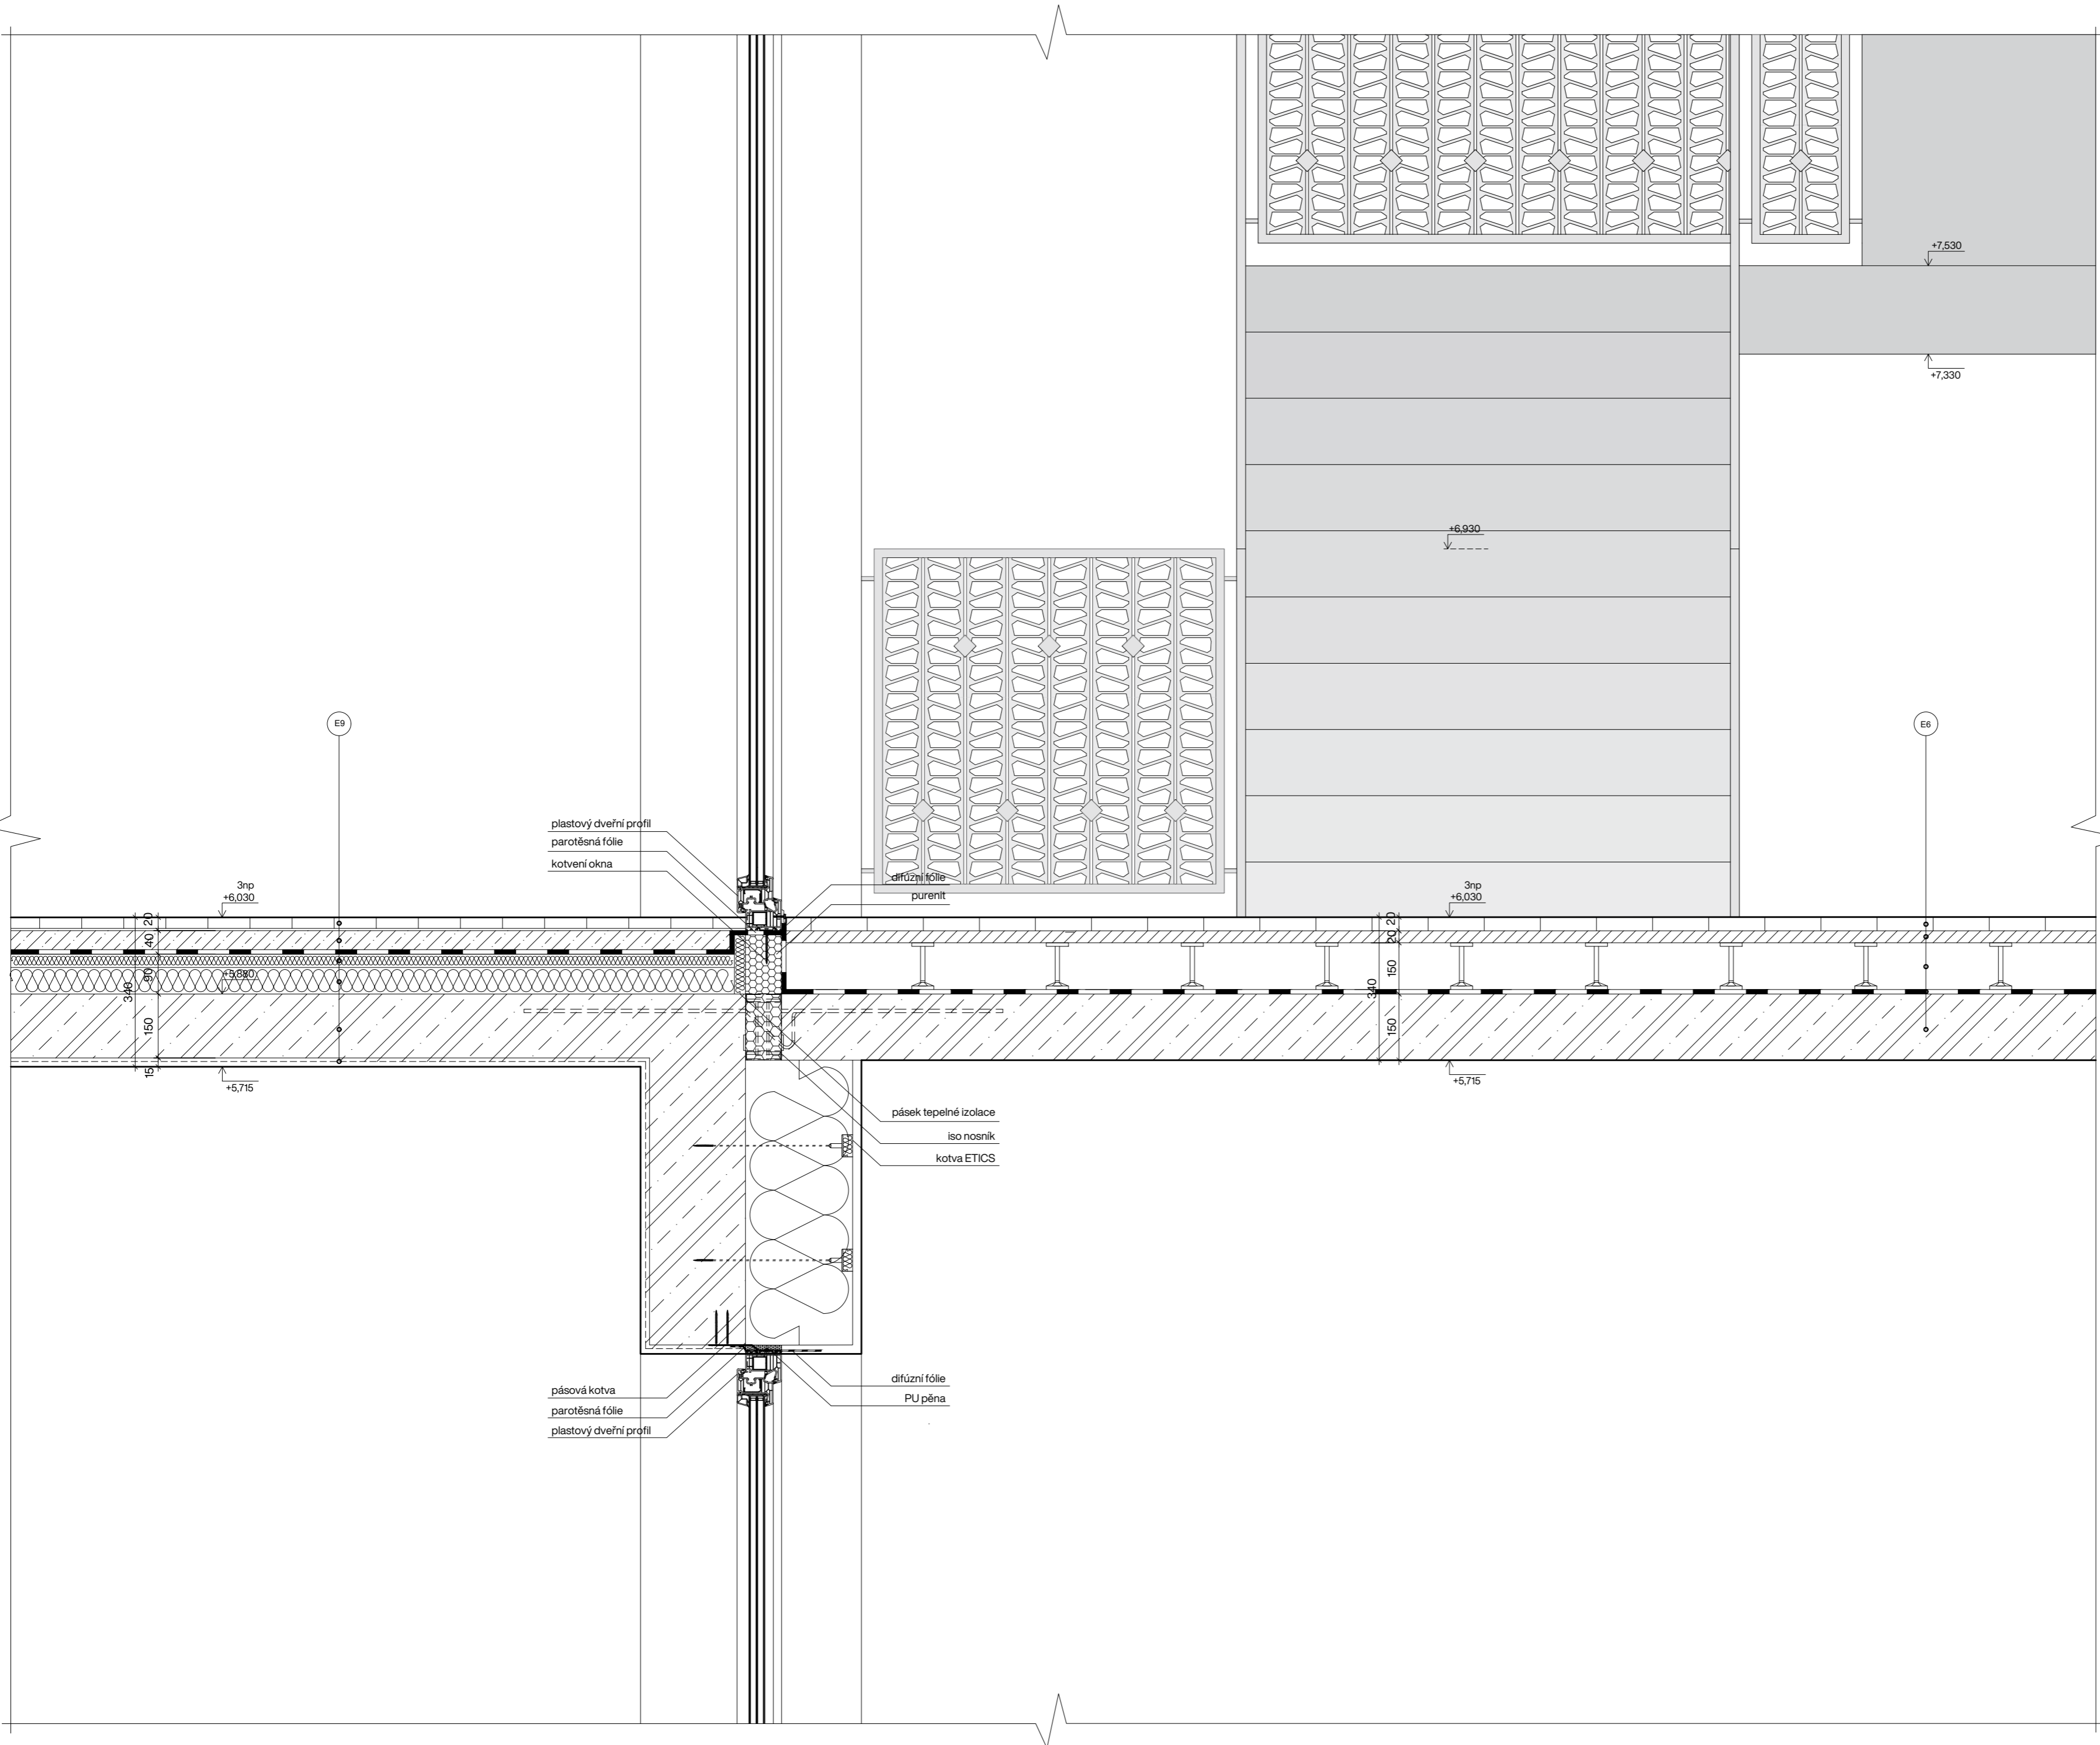 +7,530
+7,330
+6,930
E9
E6
plastový dveřní profil
parotěsná fólie
kotvení okna
difúzní fólie
purenit
3np
+6,030
3np
+6,030
20
40
90
150
15
340
+5,880
+5,715
20
20
150
150
340
+5,715
pásek tepelné izolace
iso nosník
kotva ETICS
pásová kotva
parotěsná fólie
plastový dveřní profil
difúzní fólie
PU pěna